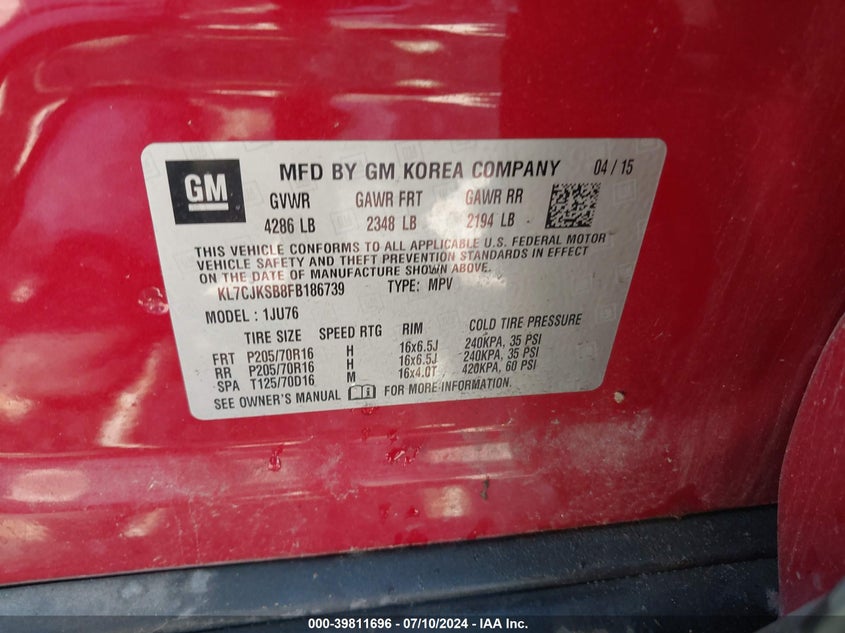 GM MFD BY GM KOREA COMPANY 04 / 15
GVWR GAWR FRT GAWR RR
4286 LB 2348 LB 2194 LB
THIS VEHICLE CONFORMS TO ALL APPLICABLE U.S. FEDERAL MOTOR
VEHICLE SAFETY AND THEFT PREVENTION STANDARDS IN EFFECT
ON THE DATE OF MANUFACTURE SHOWN ABOVE.
KL7CJKSB8FB186739 TYPE: MPV
MODEL : 1JU76
TIRE SIZE SPEED RTG RIM COLD TIRE PRESSURE
FRT P205/70R16 H 16x6.5J 240KPA, 35 PSI
RR P205/70R16 H 16x6.5J 240KPA, 35 PSI
SPA T125/70D16 M 16x4.0T 420KPA, 60 PSI
SEE OWNER'S MANUAL FOR MORE INFORMATION
000-39811696 - 07/10/2024 - IAAI Inc.